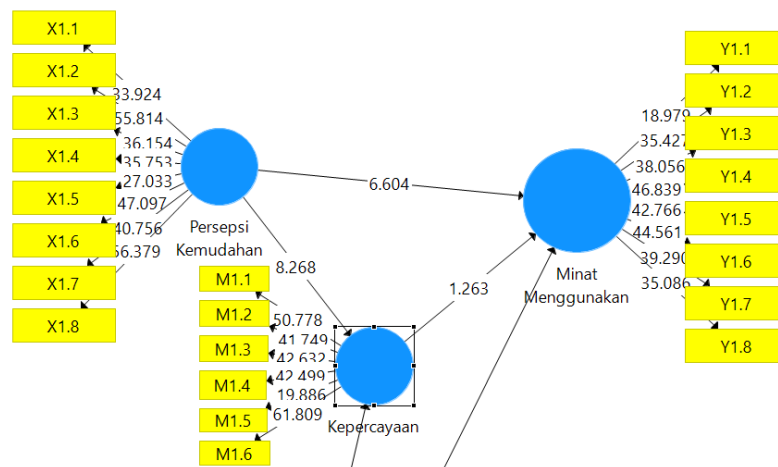 X1.1
X1.2
X1.3
X1.4
X1.5
X1.6
X1.7
X1.8
33.924
55.814
36.154
35.753
27.033
47.097
40.756
56.379
Persepsi
Kemudahan
6.604
8.268
1.263
M1.1
M1.2
M1.3
M1.4
M1.5
M1.6
50.778
41.749
42.632
42.499
19.886
61.809
Kepercayaan
Minat
Menggunakan
18.979
35.427
38.056
46.839
42.766
44.561
39.290
35.086
Y1.1
Y1.2
Y1.3
Y1.4
Y1.5
Y1.6
Y1.7
Y1.8